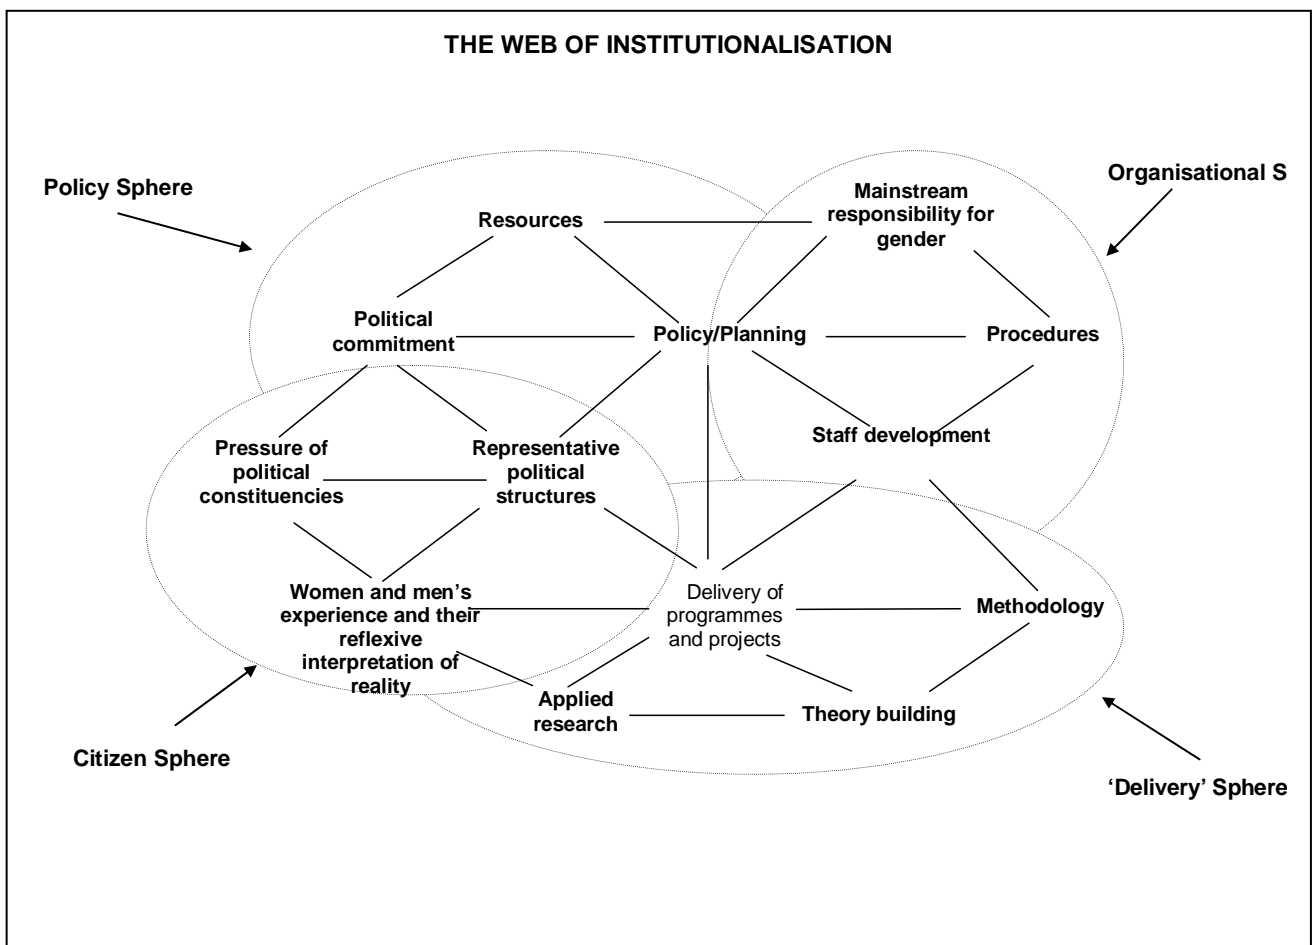 THE WEB OF INSTITUTIONALISATION
Policy Sphere
Organisational S
Resources
Mainstream
responsibility for
gender
Political
commitment
Policy/Planning
Procedures
Pressure of
political
constituencies
Representative
political
structures
Staff development
Women and men’s
experience and their
reflexive
interpretation of
reality
Delivery of
programmes
and projects
Methodology
Applied
research
Theory building
Citizen Sphere
‘Delivery’ Sphere